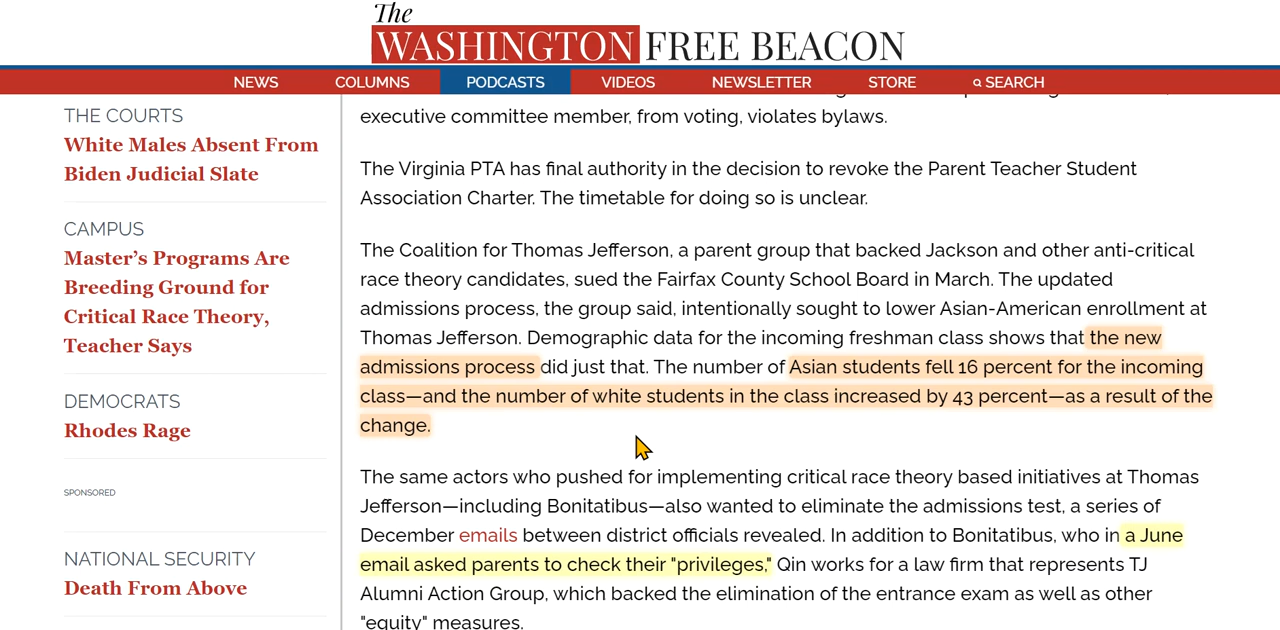 The
WASHINGTON FREE BEACON
NEWS COLUMNS PODCASTS VIDEOS NEWSLETTER STORE SEARCH
THE COURTS
White Males Absent From
Biden Judicial Slate
CAMPUS
Master's Programs Are
Breeding Ground for
Critical Race Theory,
Teacher Says
DEMOCRATS
Rhodes Rage
SPONSORED
NATIONAL SECURITY
Death From Above
executive committee member, from voting, violates bylaws.
The Virginia PTA has final authority in the decision to revoke the Parent Teacher Student
Association Charter. The timetable for doing so is unclear.
The Coalition for Thomas Jefferson, a parent group that backed Jackson and other anti-critical
race theory candidates, sued the Fairfax County School Board in March. The updated
admissions process, the group said, intentionally sought to lower Asian-American enrollment at
Thomas Jefferson. Demographic data for the incoming freshman class shows that the new
admissions process did just that. The number of Asian students fell 16 percent for the incoming
class—and the number of white students in the class increased by 43 percent—as a result of the
change.
The same actors who pushed for implementing critical race theory based initiatives at Thomas
Jefferson—including Bonitatibus—also wanted to eliminate the admissions test, a series of
December emails between district officials revealed. In addition to Bonitatibus, who in a June
email asked parents to check their "privileges," Qin works for a law firm that represents TJ
Alumni Action Group, which backed the elimination of the entrance exam as well as other
"equity" measures.